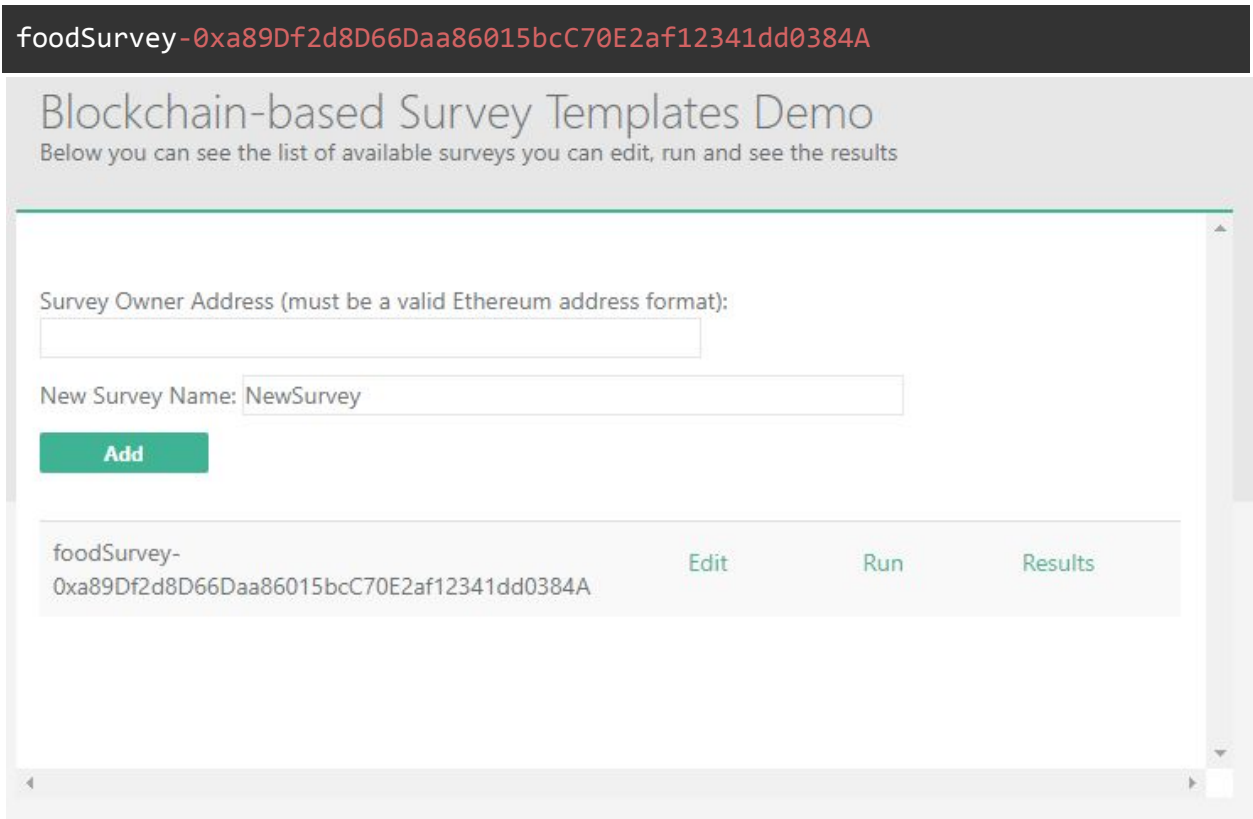 foodSurvey-0xa89Df2d8D66Daa86015bcC70E2af12341dd0384A
Blockchain-based Survey Templates Demo
Below you can see the list of available surveys you can edit, run and see the results
Survey Owner Address (must be a valid Ethereum address format):
New Survey Name: NewSurvey
Add
foodSurvey-
0xa89Df2d8D66Daa86015bcC70E2af12341dd0384A
Edit
Run
Results